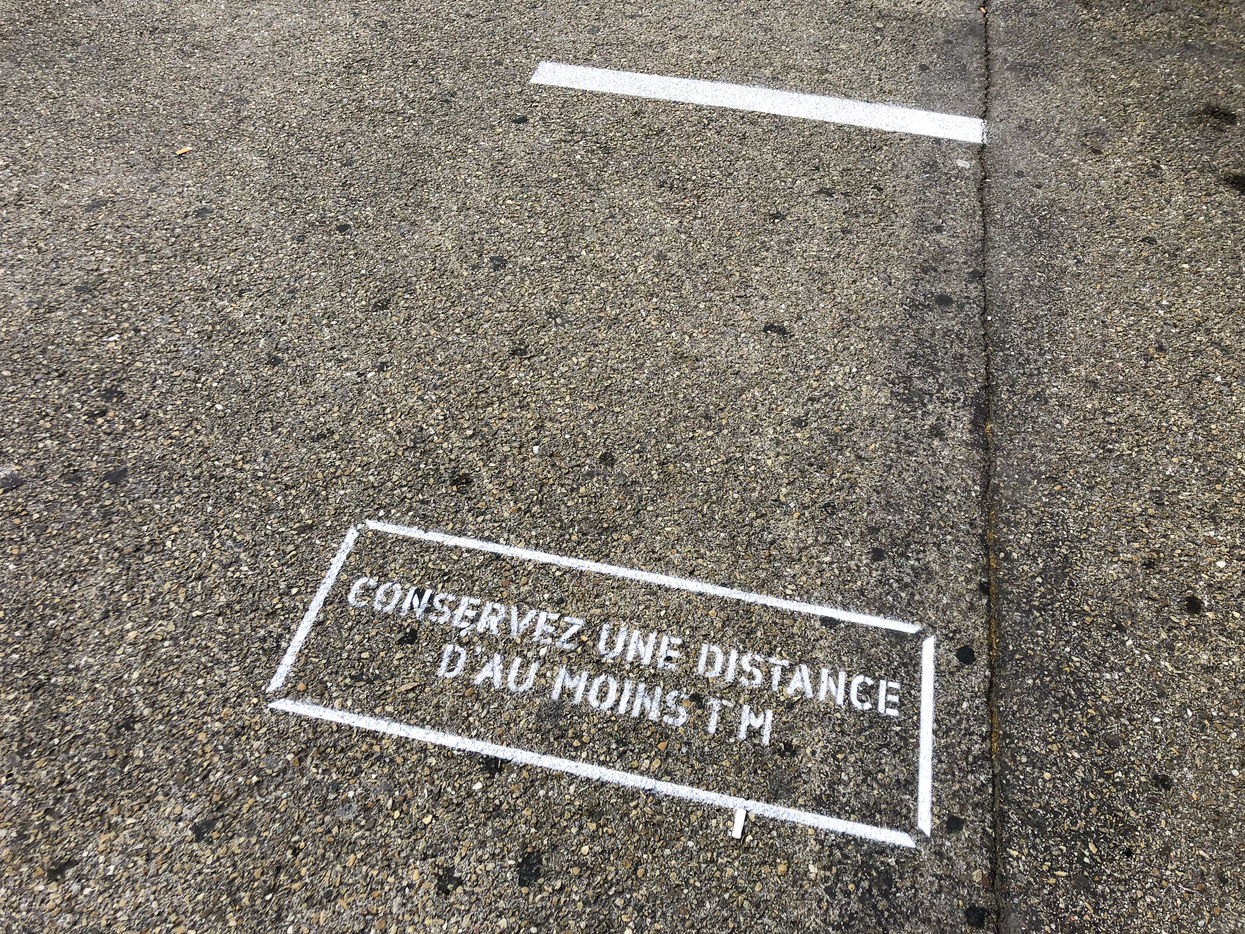 CONSERVEZ UNE DISTANCE
D'AU MOINS 1 M